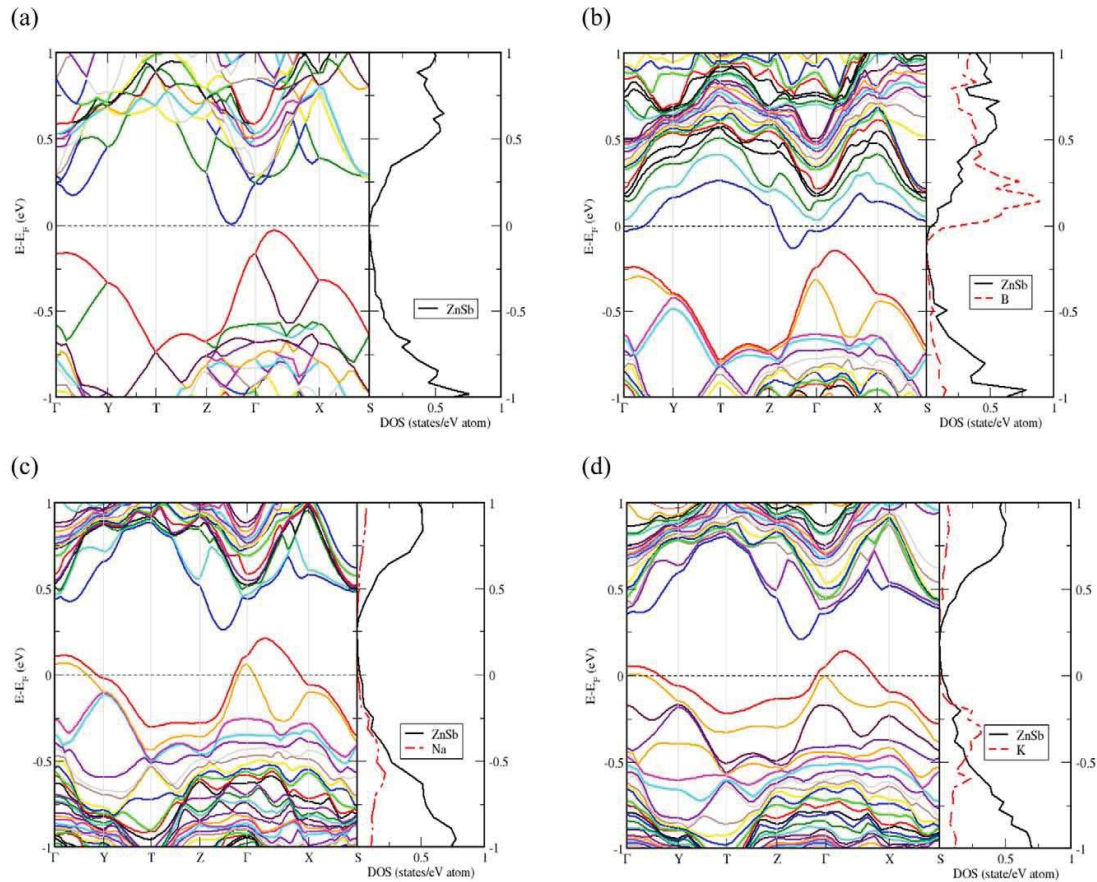 (a)
(b)
1
1
1
1
0.5
0.5
0.5
0.5
E-E_F (eV)
0
0
E-E_F (eV)
0
0
ZnSb
ZnSb
B
-0.5
-0.5
-0.5
-0.5
-1
-1
-1
-1
Γ Y T Z Γ X S 0.5 1
Γ Y T Z Γ X S 0.5 1
DOS (states/eV atom)
DOS (state/eV atom)
(c)
(d)
1
1
1
1
0.5
0.5
0.5
0.5
E-E_F (eV)
0
0
E-E_F (eV)
0
0
ZnSb
Na
ZnSb
K
-0.5
-0.5
-0.5
-0.5
-1
-1
-1
-1
Γ Y T Z Γ X S 0.5 1
Γ Y T Z Γ X S 0.5 1
DOS (states/eV atom)
DOS (state/eV atom)